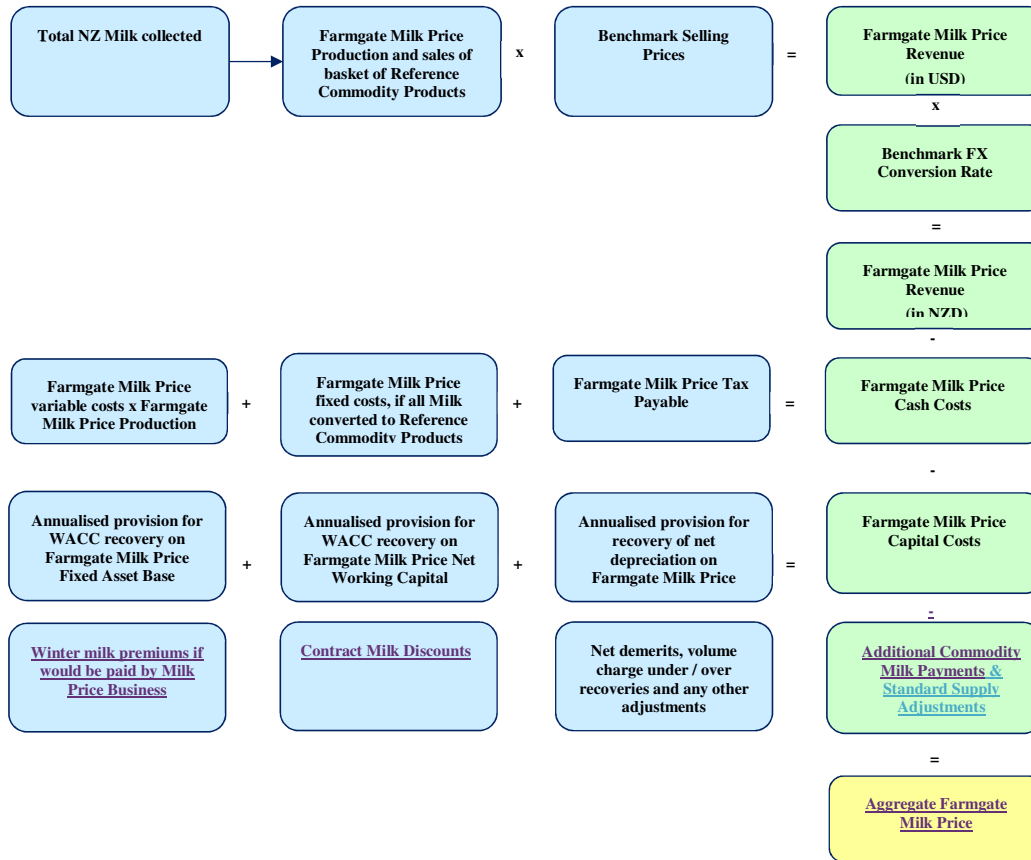 Total NZ Milk collected
Farmgate Milk Price
Production and sales of
basket of Reference
Commodity Products
x
Benchmark Selling
Prices
=
Farmgate Milk Price
Revenue
(in USD)
x
Benchmark FX
Conversion Rate
=
Farmgate Milk Price
Revenue
(in NZD)
-
Farmgate Milk Price
variable costs x Farmgate
Milk Price Production
+
Farmgate Milk Price
fixed costs, if all Milk
converted to Reference
Commodity Products
+
Farmgate Milk Price Tax
Payable
=
Farmgate Milk Price
Cash Costs
-
Annualised provision for
WACC recovery on
Farmgate Milk Price
Fixed Asset Base
+
Annualised provision for
WACC recovery on
Farmgate Milk Price Net
Working Capital
+
Annualised provision for
recovery of net
depreciation on
Farmgate Milk Price
=
Farmgate Milk Price
Capital Costs
-
Winter milk premiums if
would be paid by Milk
Price Business
Contract Milk Discounts
Net demerits, volume
charge under / over
recoveries and any other
adjustments
Additional Commodity
Milk Payments &
Standard Supply
Adjustments
=
Aggregate Farmgate
Milk Price